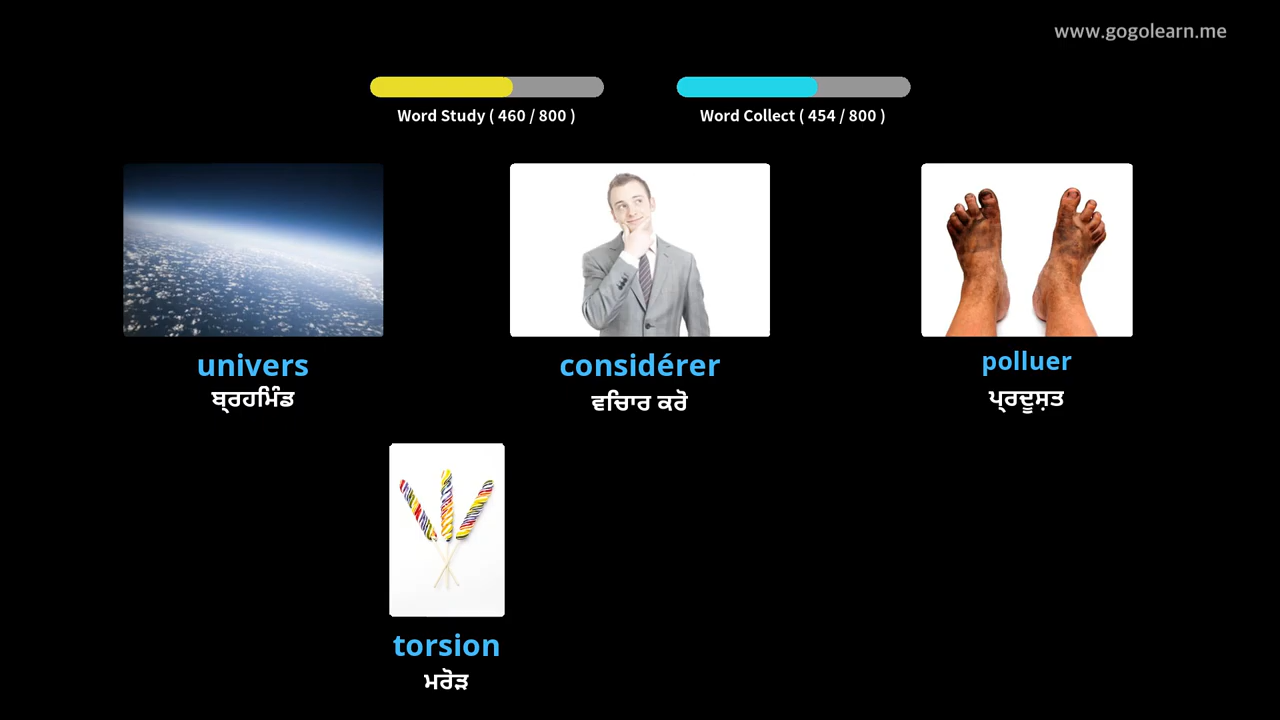 www.gogolearn.me
Word Study ( 460 / 800 )
Word Collect ( 454 / 800 )
univers
ਬ੍ਰਹਮਿੰਡ
considérer
ਵਿਚਾਰ ਕਰੋ
polluer
ਪ੍ਰਦੂਸ਼ਤ
torsion
ਮਰੋੜ